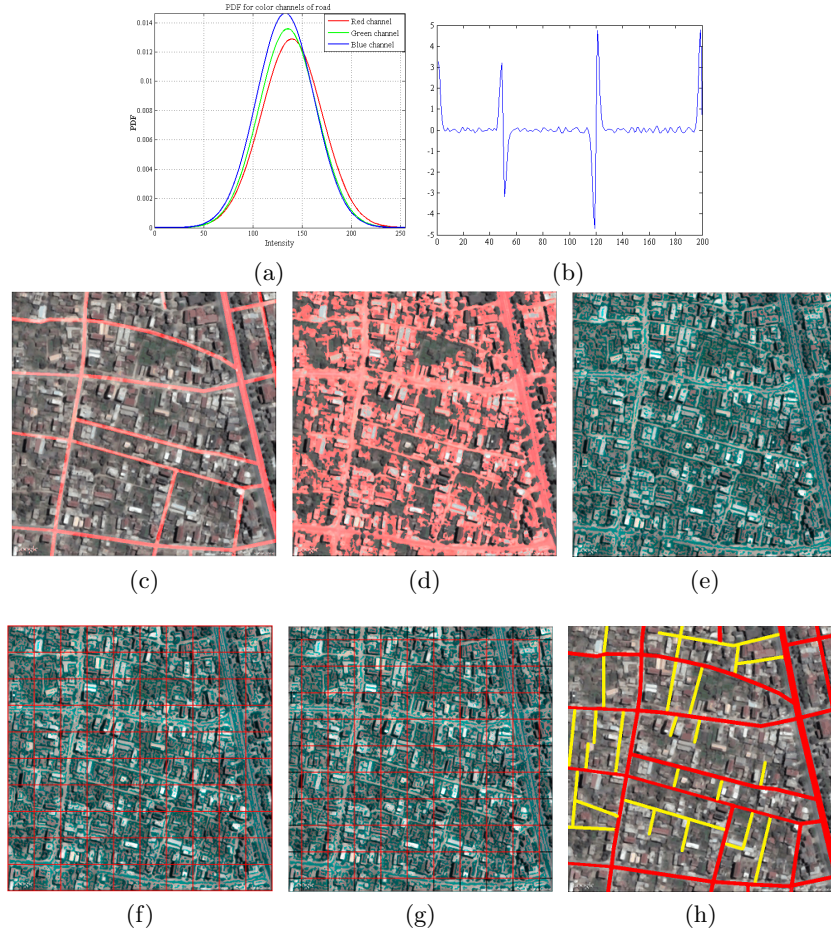 PDF for color channels of road
Red channel
Green channel
Blue channel
PDF
0.014
0.012
0.01
0.008
0.006
0.004
0.002
0
0 50 100 150 200 250
Intensity
(a)
5
4
3
2
1
0
-1
-2
-3
-4
-5
0 20 40 60 80 100 120 140 160 180 200
(b)
(c) (d) (e)
(f) (g) (h)